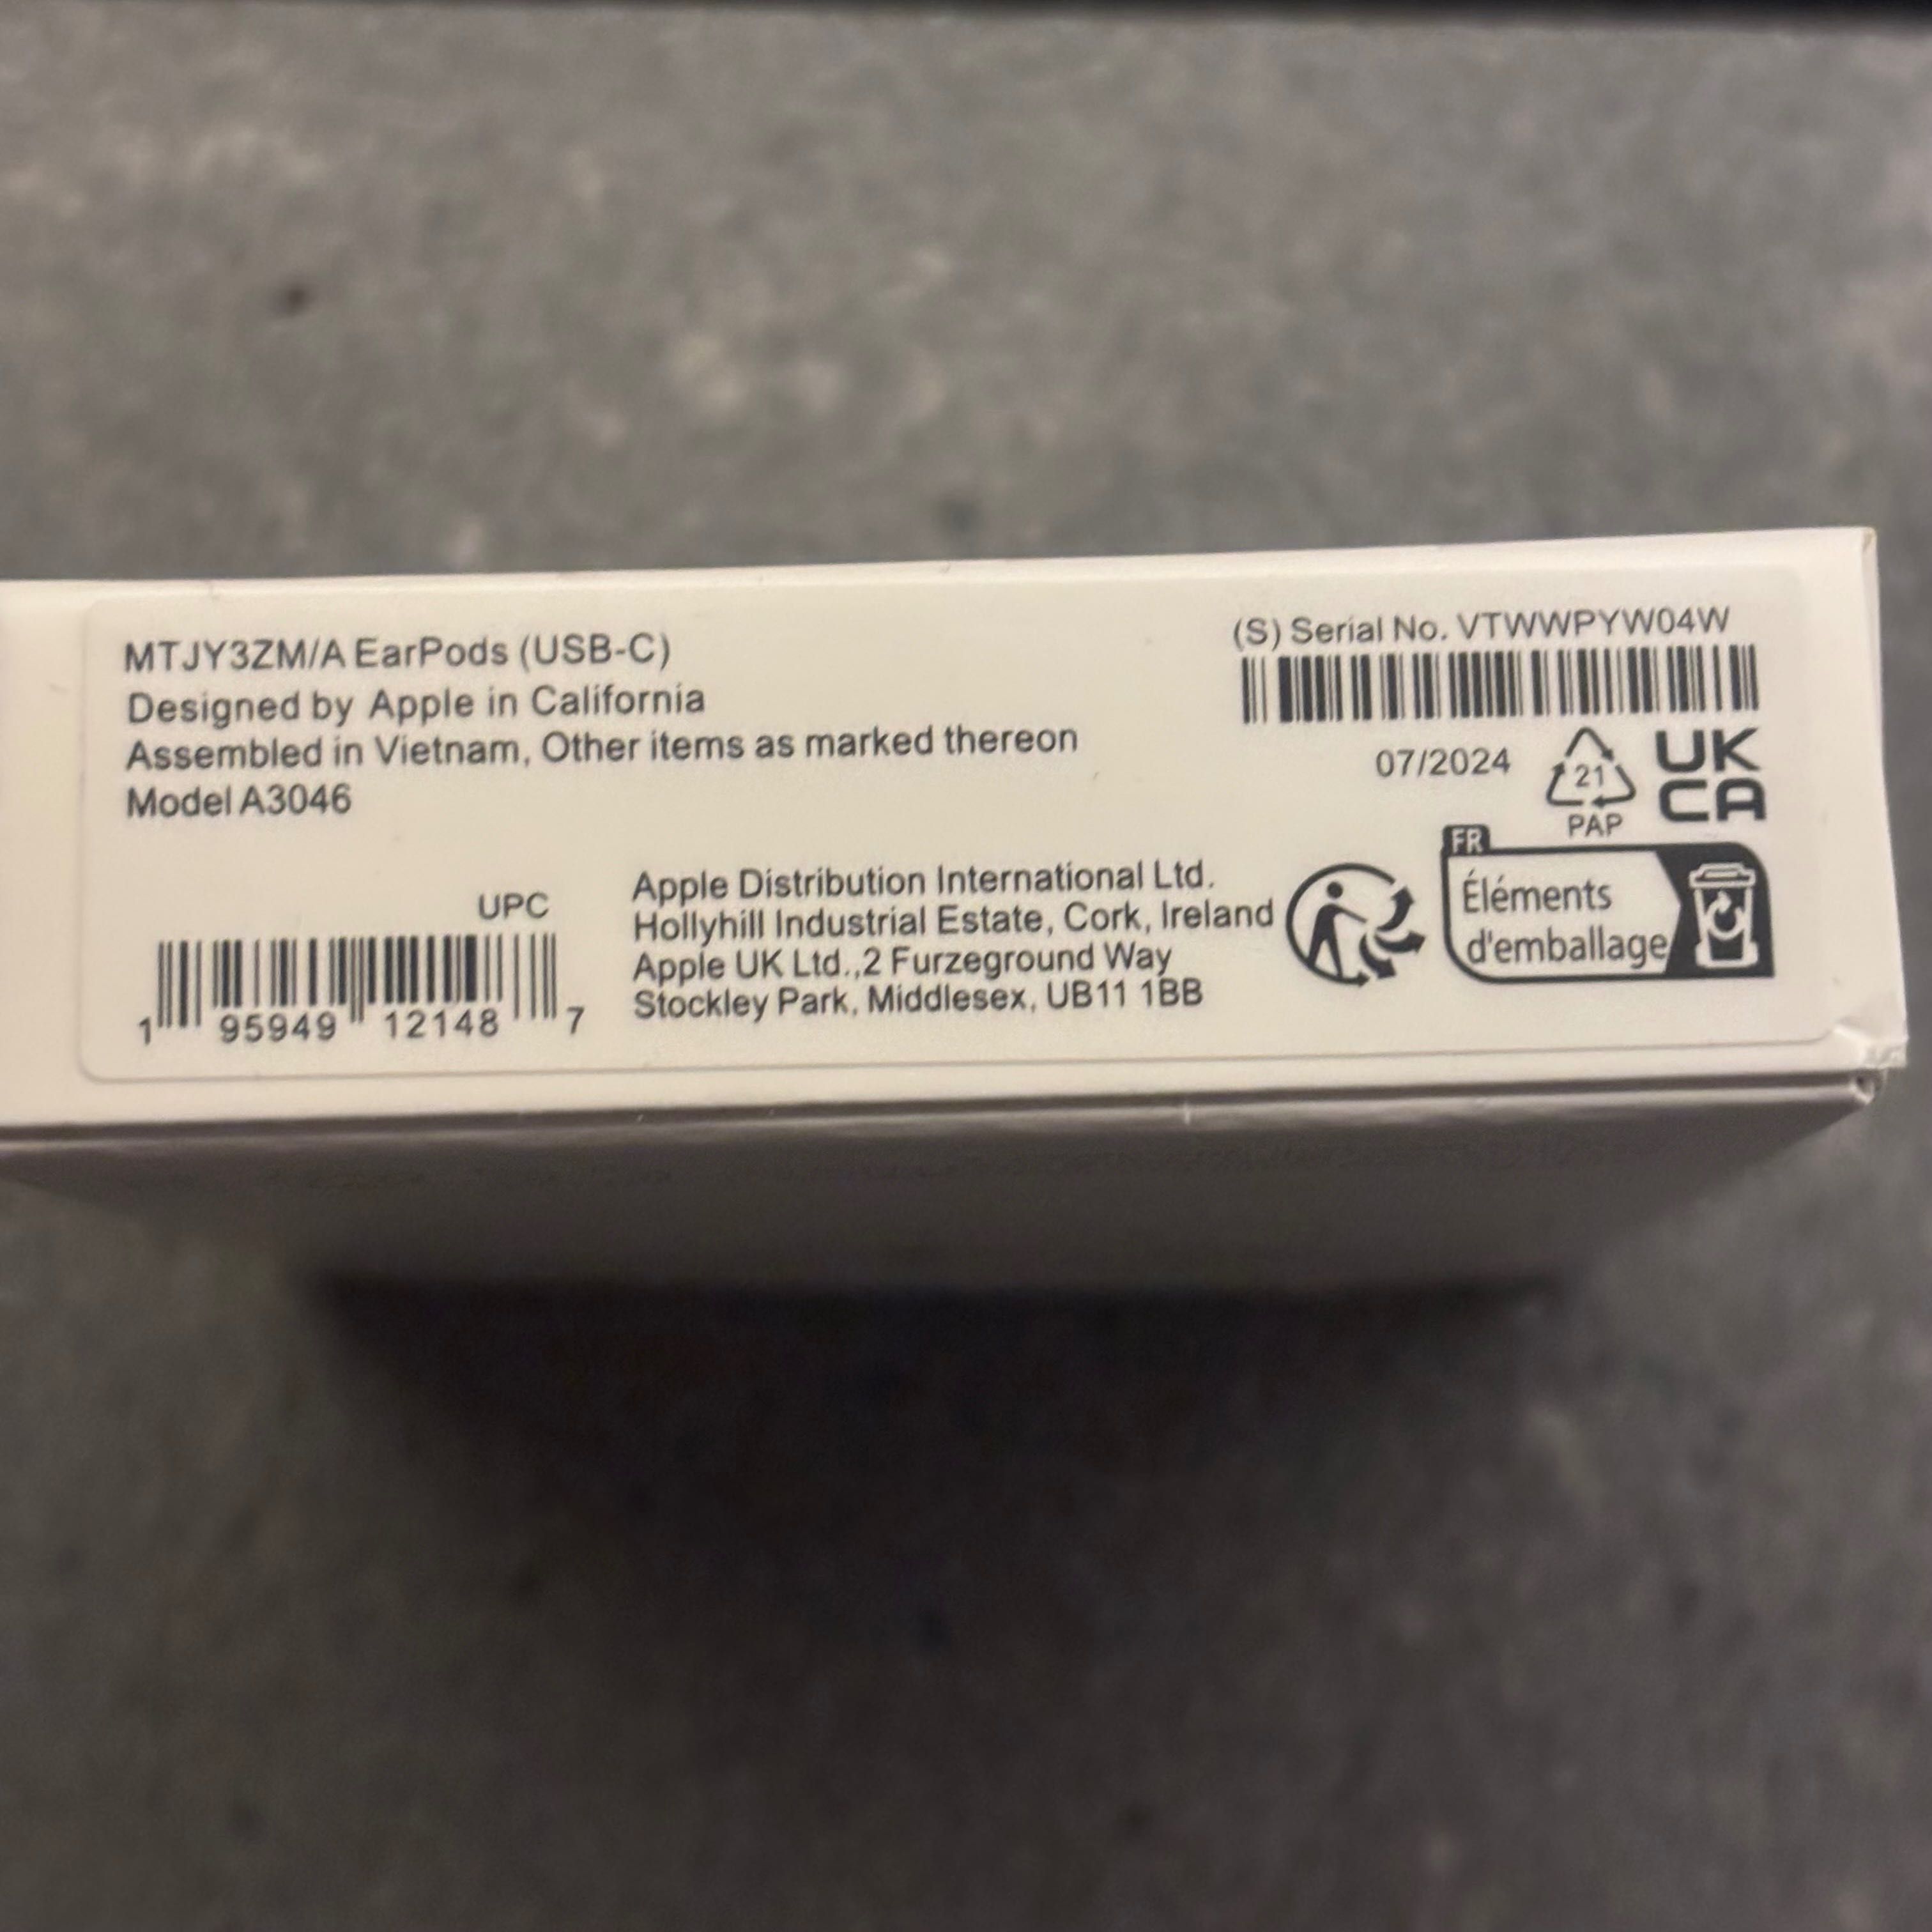 MTJY3ZM/A EarPods (USB-C)
Designed by Apple in California
Assembled in Vietnam, Other items as marked thereon
Model A3046
(S) Serial No. VTWWPYW04W
07/2024
21
PAP
UK
CA
UPC
1 95949 12148 7
Apple Distribution International Ltd.
Hollyhill Industrial Estate, Cork, Ireland
Apple UK Ltd.,2 Furzeground Way
Stockley Park, Middlesex, UB11 1BB
FR
Éléments
d'emballage